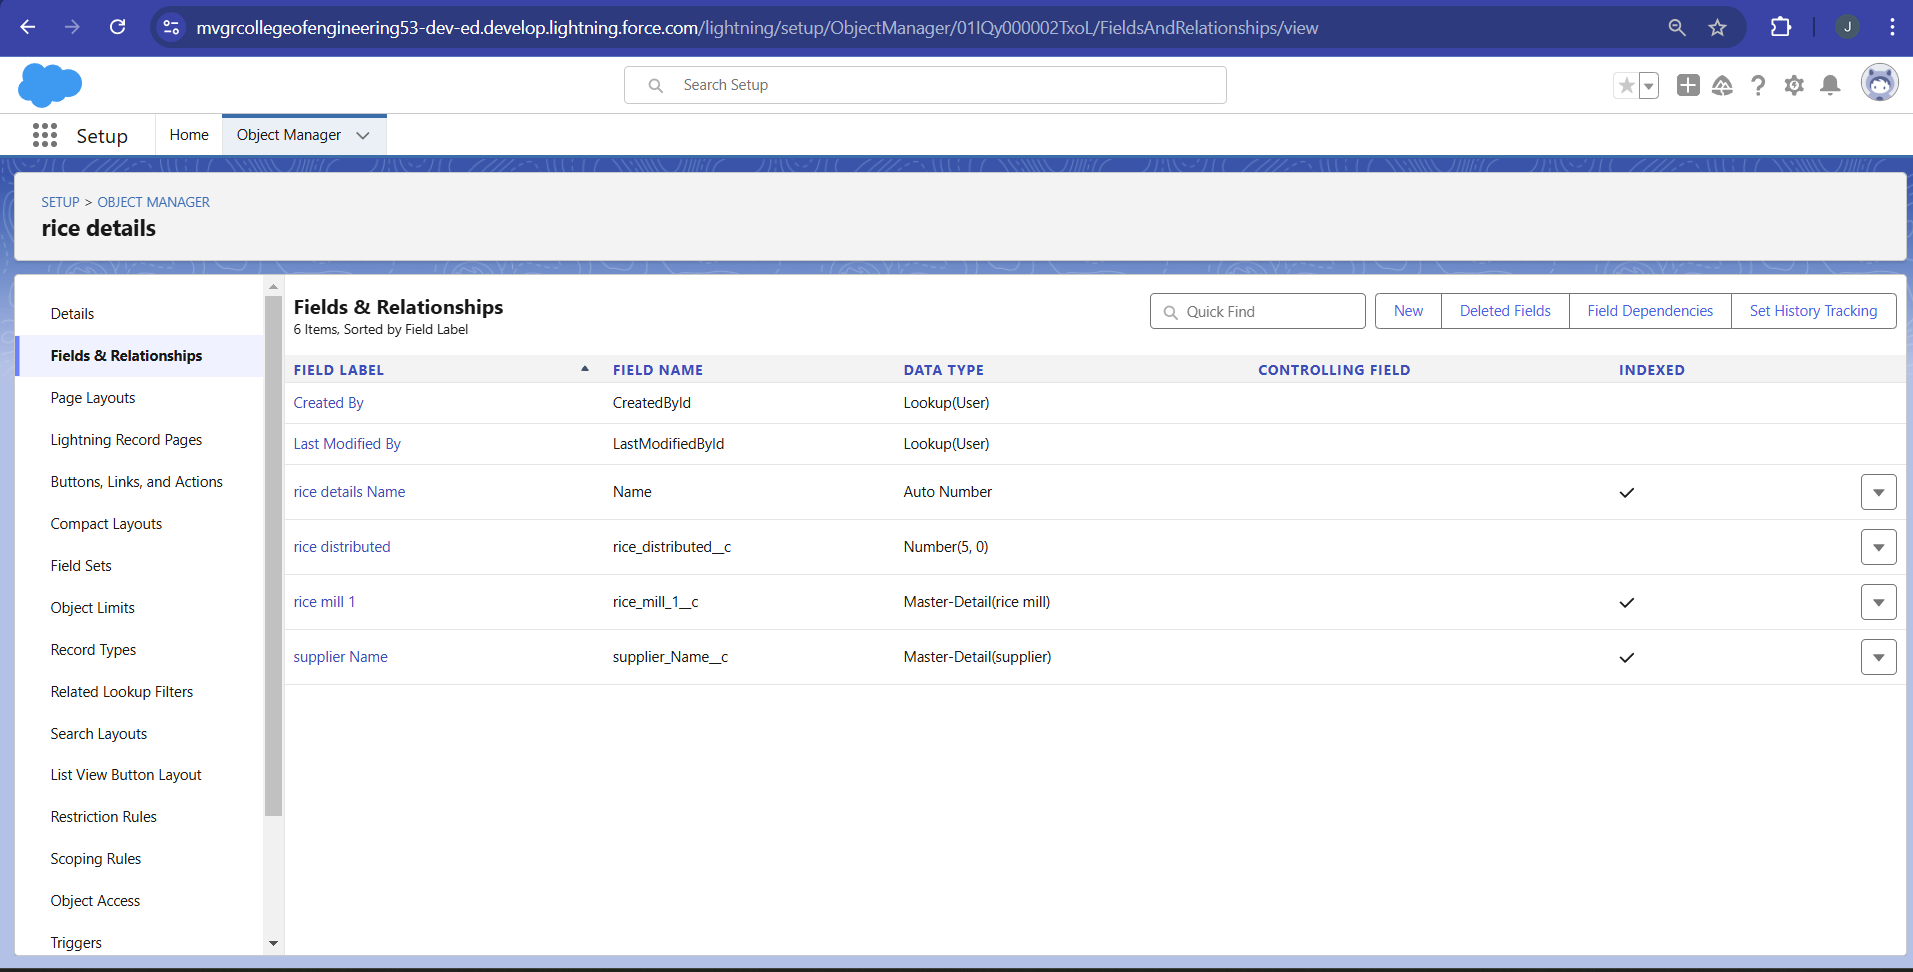 mvgrcollegeofengineering53-dev-ed.develop.lightning.force.com/lightning/setup/ObjectManager/01IQy000002TxoL/FieldsAndRelationships/view
J
Search Setup
Setup
Home
Object Manager
SETUP > OBJECT MANAGER
rice details
Details
Fields & Relationships
Page Layouts
Lightning Record Pages
Buttons, Links, and Actions
Compact Layouts
Field Sets
Object Limits
Record Types
Related Lookup Filters
Search Layouts
List View Button Layout
Restriction Rules
Scoping Rules
Object Access
Triggers
Fields & Relationships
6 Items, Sorted by Field Label
Quick Find
New
Deleted Fields
Field Dependencies
Set History Tracking
FIELD LABEL FIELD NAME DATA TYPE CONTROLLING FIELD INDEXED
Created By CreatedById Lookup(User)
Last Modified By LastModifiedById Lookup(User)
rice details Name Name Auto Number
rice distributed rice_distributed__c Number(5, 0)
rice mill 1 rice_mill_1__c Master-Detail(rice mill)
supplier Name supplier_Name__c Master-Detail(supplier)